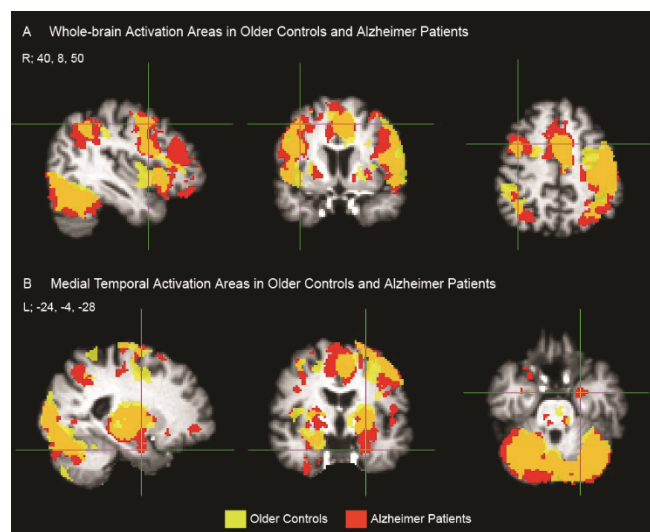 A Whole-brain Activation Areas in Older Controls and Alzheimer Patients
R; 40, 8, 50
B Medial Temporal Activation Areas in Older Controls and Alzheimer Patients
L; -24, -4, -28
Older Controls Alzheimer Patients